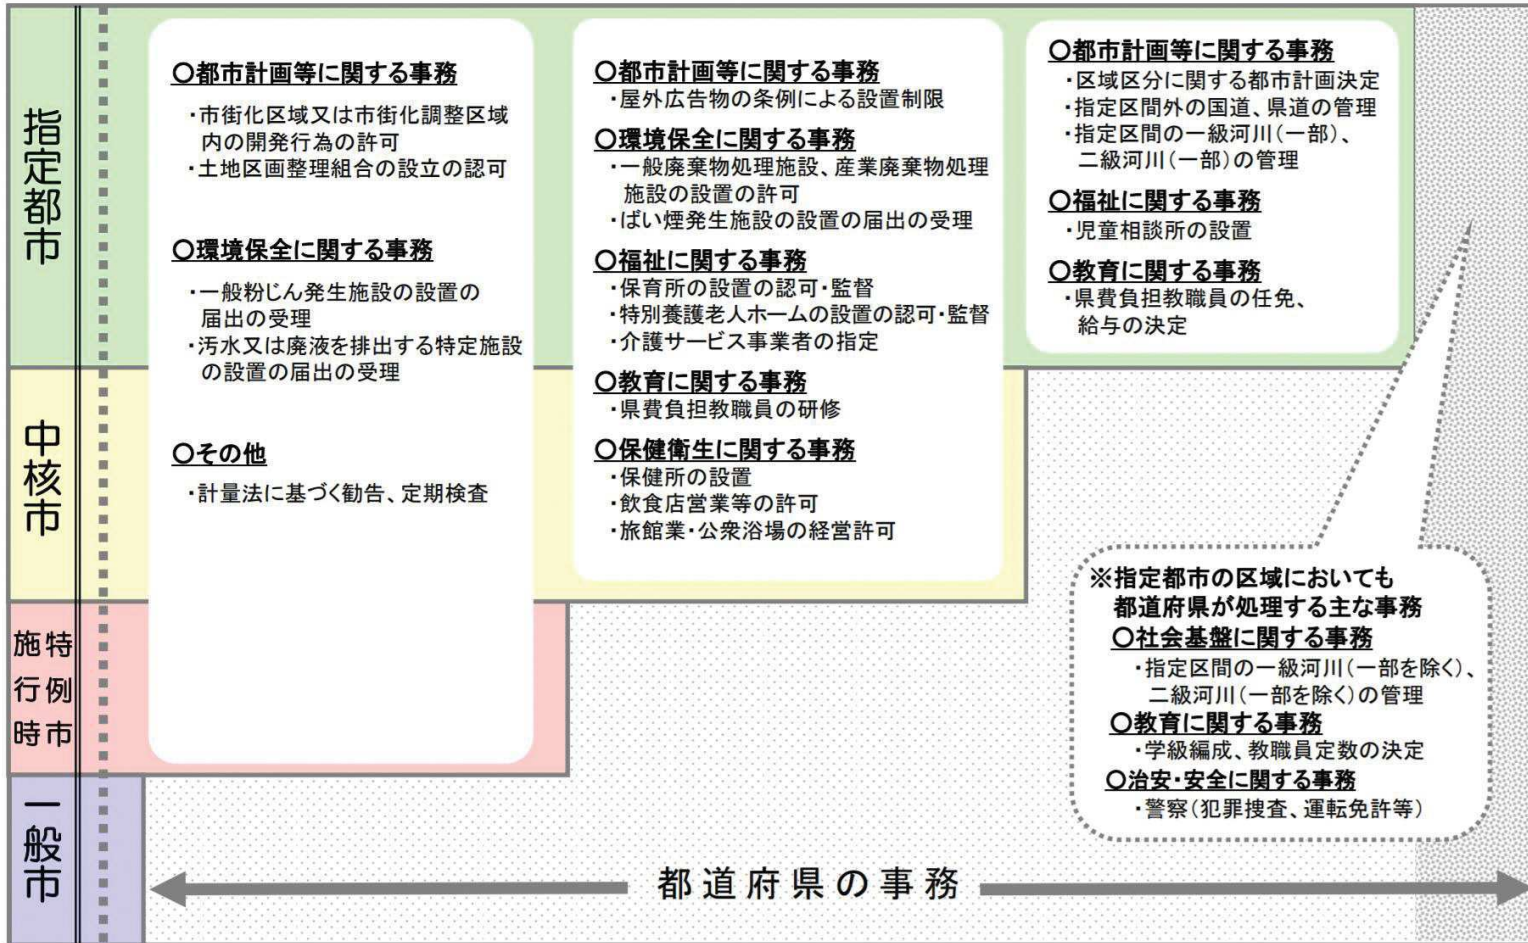 指定都市
中核市
施行時
特例市
一般市
〇都市計画等に関する事務
・市街化区域又は市街化調整区域
内の開発行為の許可
・土地区画整理組合の設立の認可
〇環境保全に関する事務
・一般粉じん発生施設の設置の
届出の受理
・汚水又は廃液を排出する特定施設
の設置の届出の受理
〇その他
・計量法に基づく勧告、定期検査
〇都市計画等に関する事務
・屋外広告物の条例による設置制限
〇環境保全に関する事務
・一般廃棄物処理施設、産業廃棄物処理
施設の設置の許可
・ばい煙発生施設の設置の届出の受理
〇福祉に関する事務
・保育所の設置の認可・監督
・特別養護老人ホームの設置の認可・監督
・介護サービス事業者の指定
〇教育に関する事務
・県費負担教職員の研修
〇保健衛生に関する事務
・保健所の設置
・飲食店営業等の許可
・旅館業・公衆浴場の経営許可
〇都市計画等に関する事務
・区域区分に関する都市計画決定
・指定区間外の国道、県道の管理
・指定区間の一級河川(一部)、
二級河川(一部)の管理
〇福祉に関する事務
・児童相談所の設置
〇教育に関する事務
・県費負担教職員の任免、
給与の決定
※指定都市の区域においても
都道府県が処理する主な事務
〇社会基盤に関する事務
・指定区間の一級河川(一部を除く)、
二級河川(一部を除く)の管理
〇教育に関する事務
・学級編成、教職員定数の決定
〇治安・安全に関する事務
・警察(犯罪捜査、運転免許等)
都道府県の事務